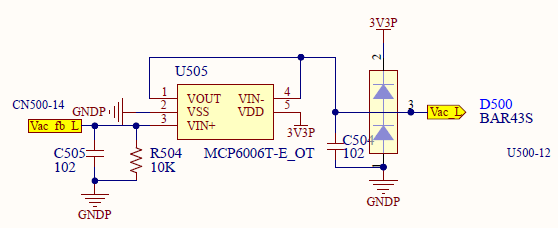 3V3P
2
U505
CN500-14
GNDP
1
2
3
VOUT
VSS
VIN+
VIN-
VDD
4
5
3
Vac_L
D500
BAR43S
Vac_fb_L
3V3P
C504
102
C505
102
R504
10K
MCP6006T-E_OT
1
U500-12
GNDP
GNDP